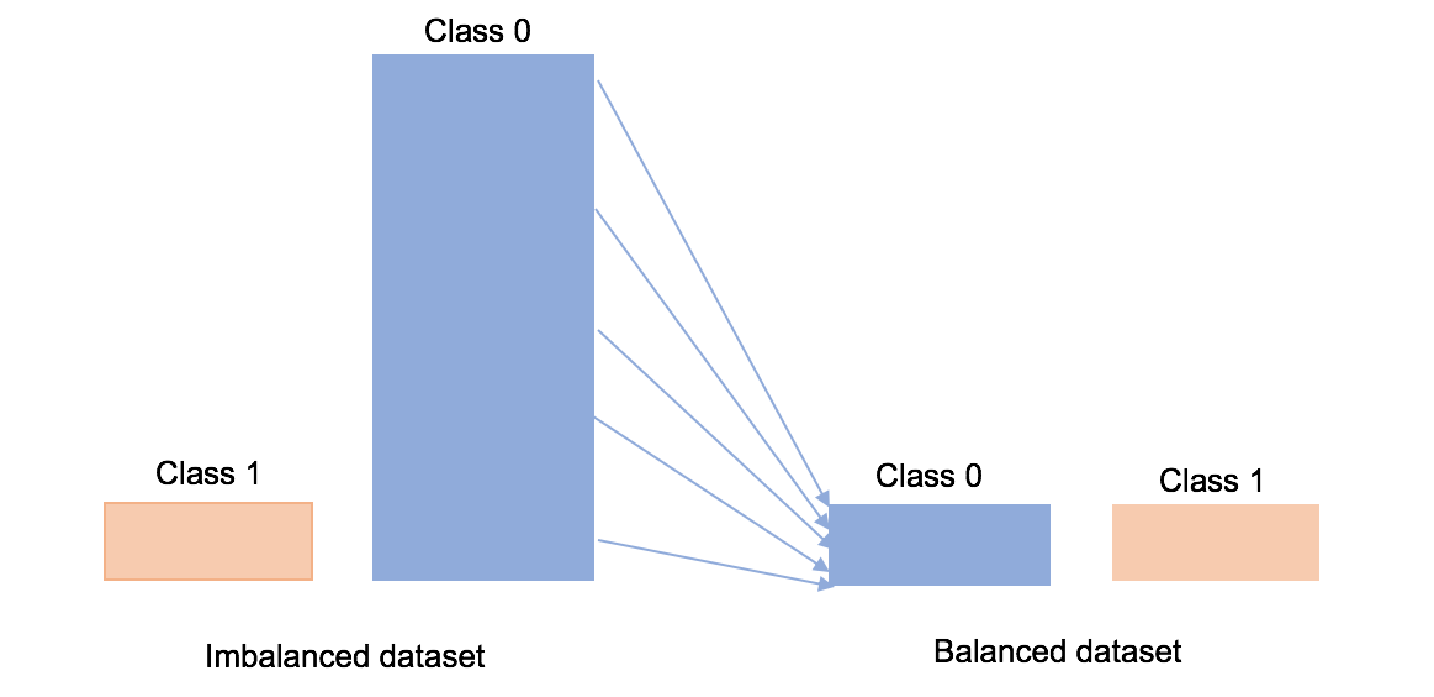 Class 0
Class 1
Class 0
Class 1
Imbalanced dataset
Balanced dataset